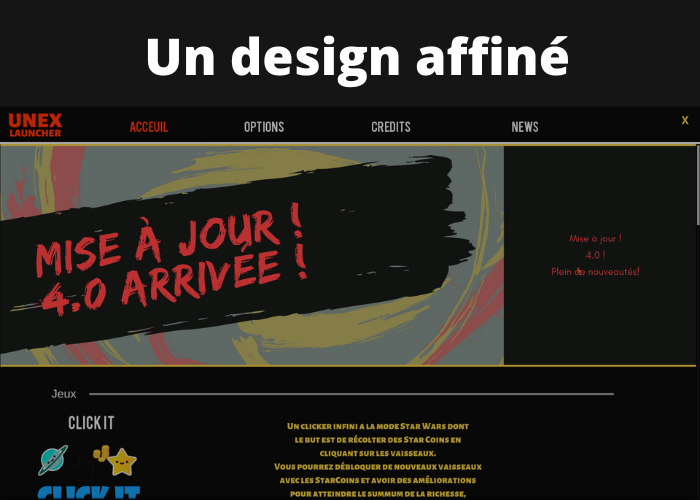 Un design affiné
UNEX
LAUNCHER
ACCEUIL
OPTIONS
CREDITS
NEWS
X
MISE À JOUR !
4.0 ARRIVÉE !
Mise à jour !
4.0 !
Plein de nouveautés!
Jeux
CLICK IT
CLICK IT
Un clicker infini a la mode Star Wars dont
le but est de récolter des Star Coins en
cliquant sur les vaisseaux.
Vous pourrez débloquer de nouveaux vaisseaux
avec les StarCoins et avoir des améliorations
pour atteindre le summum de la richesse,